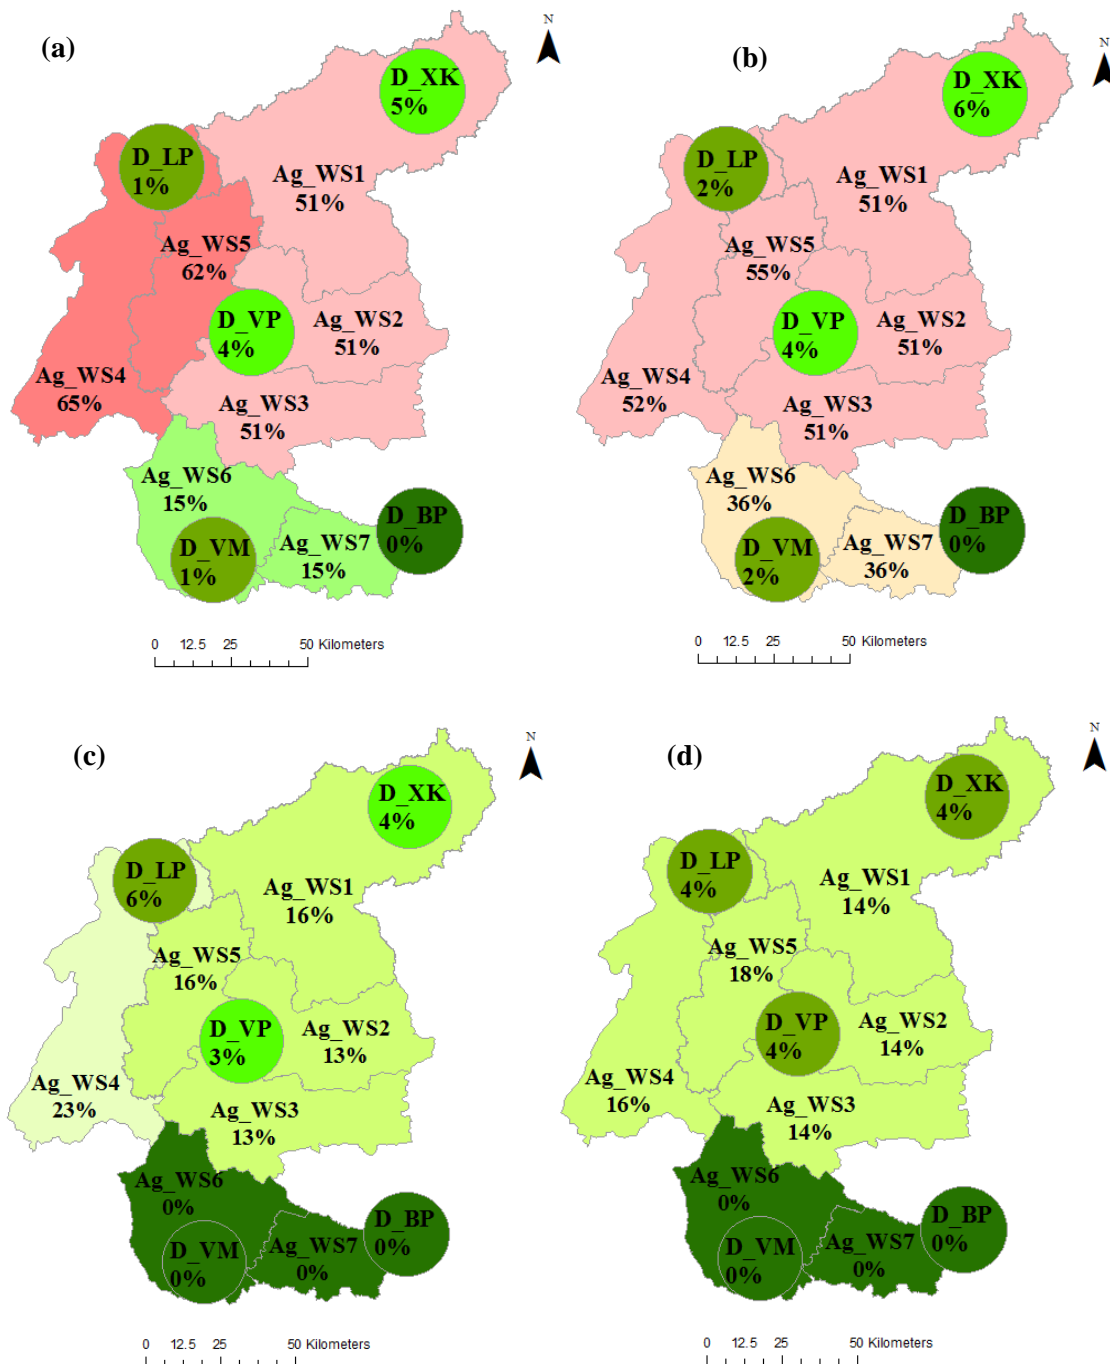 (a)
N
D_XK
5%
D_LP
1%
Ag_WS1
51%
Ag_WS5
62%
D_VP
4%
Ag_WS2
51%
Ag_WS4
65%
Ag_WS3
51%
Ag_WS6
15%
D_BP
0%
D_VM
1%
Ag_WS7
15%
0 12.5 25 50 Kilometers
(b)
N
D_XK
6%
D_LP
2%
Ag_WS1
51%
Ag_WS5
55%
D_VP
4%
Ag_WS2
51%
Ag_WS4
52%
Ag_WS3
51%
Ag_WS6
36%
D_BP
0%
D_VM
2%
Ag_WS7
36%
0 12.5 25 50 Kilometers
(c)
N
D_XK
4%
D_LP
6%
Ag_WS1
16%
Ag_WS5
16%
D_VP
3%
Ag_WS2
13%
Ag_WS4
23%
Ag_WS3
13%
Ag_WS6
0%
D_BP
0%
D_VM
0%
Ag_WS7
0%
0 12.5 25 50 Kilometers
(d)
N
D_XK
4%
D_LP
4%
Ag_WS1
14%
Ag_WS5
18%
D_VP
4%
Ag_WS2
14%
Ag_WS4
16%
Ag_WS3
14%
Ag_WS6
0%
D_BP
0%
D_VM
0%
Ag_WS7
0%
0 12.5 25 50 Kilometers